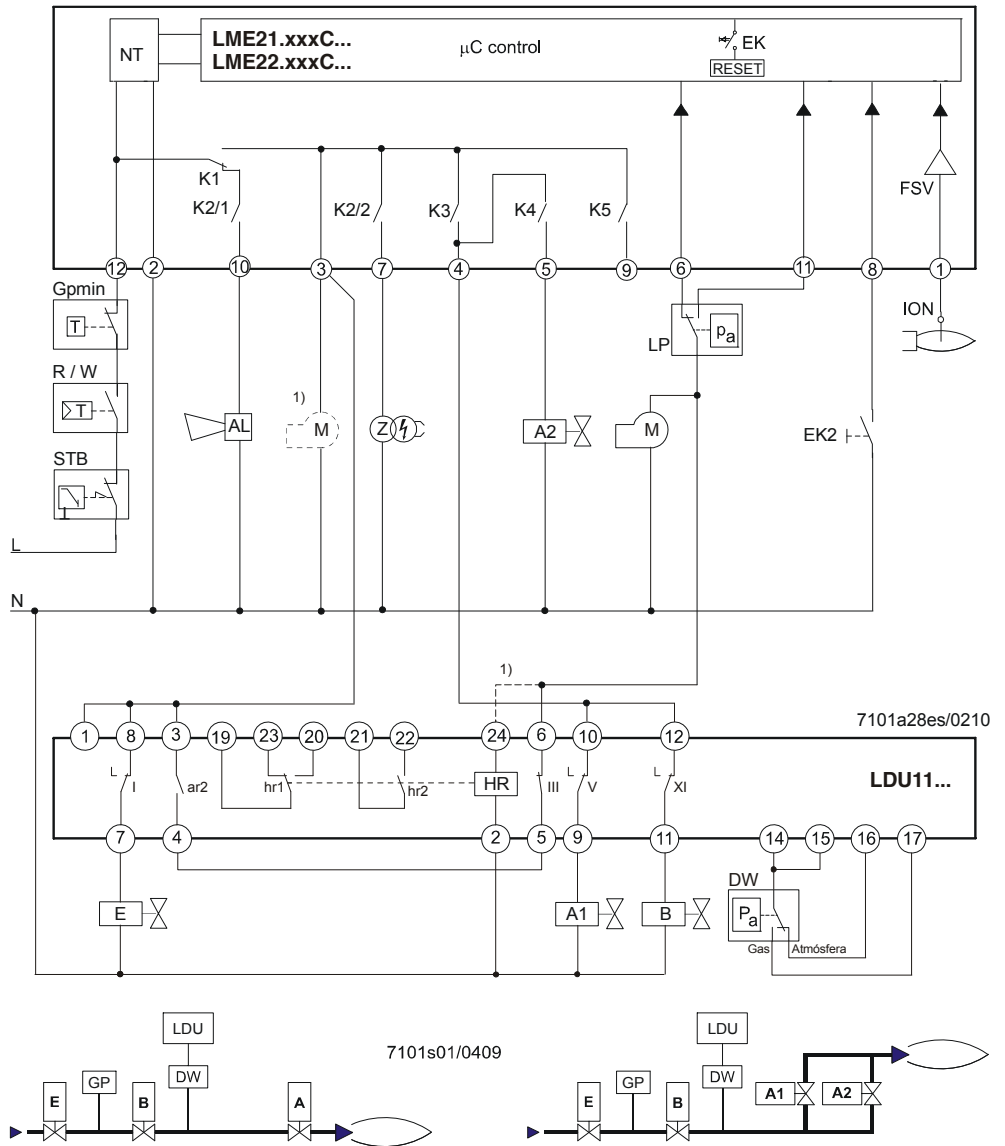 LME21.xxxC...
LME22.xxxC...
NT
µC control
EK
RESET
FSV
K1
K2/1
K2/2
K3
K4
K5
12
2
10
3
7
4
5
9
6
11
8
1
Gpmin
T
R / W
T
STB
L
N
AL
1)
M
Z
A2
LP
pa
M
EK2
ION
1)
7101a28es/0210
1
8
3
19
23
20
21
22
24
6
10
12
L
I
ar2
hr1
hr2
HR
III
L
V
L
XI
LDU11...
7
4
2
5
9
11
14
15
16
17
E
A1
B
DW
Pa
Gas
Atmósfera
LDU
7101s01/0409
LDU
E
GP
B
DW
A
E
GP
B
DW
A1
A2